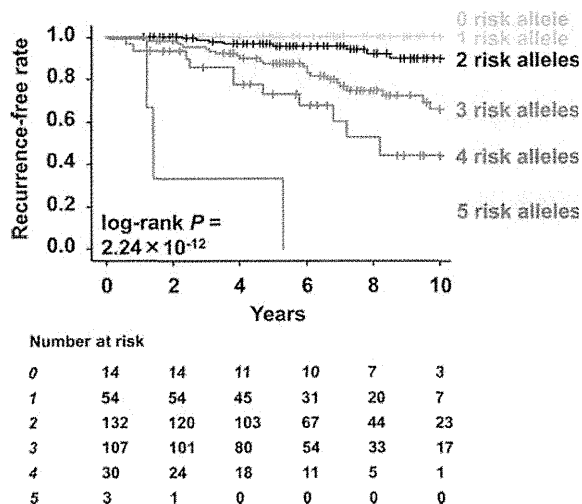 Recurrence-free rate
1.0
0.8
0.6
0.4
0.2
0.0
0 risk allele
1 risk allele
2 risk alleles
3 risk alleles
4 risk alleles
5 risk alleles
log-rank P =
2.24×10-12
0 2 4 6 8 10
Years
Number at risk
0 14 14 11 10 7 3
1 54 54 45 31 20 7
2 132 120 103 67 44 23
3 107 101 80 54 33 17
4 30 24 18 11 5 1
5 3 1 0 0 0 0